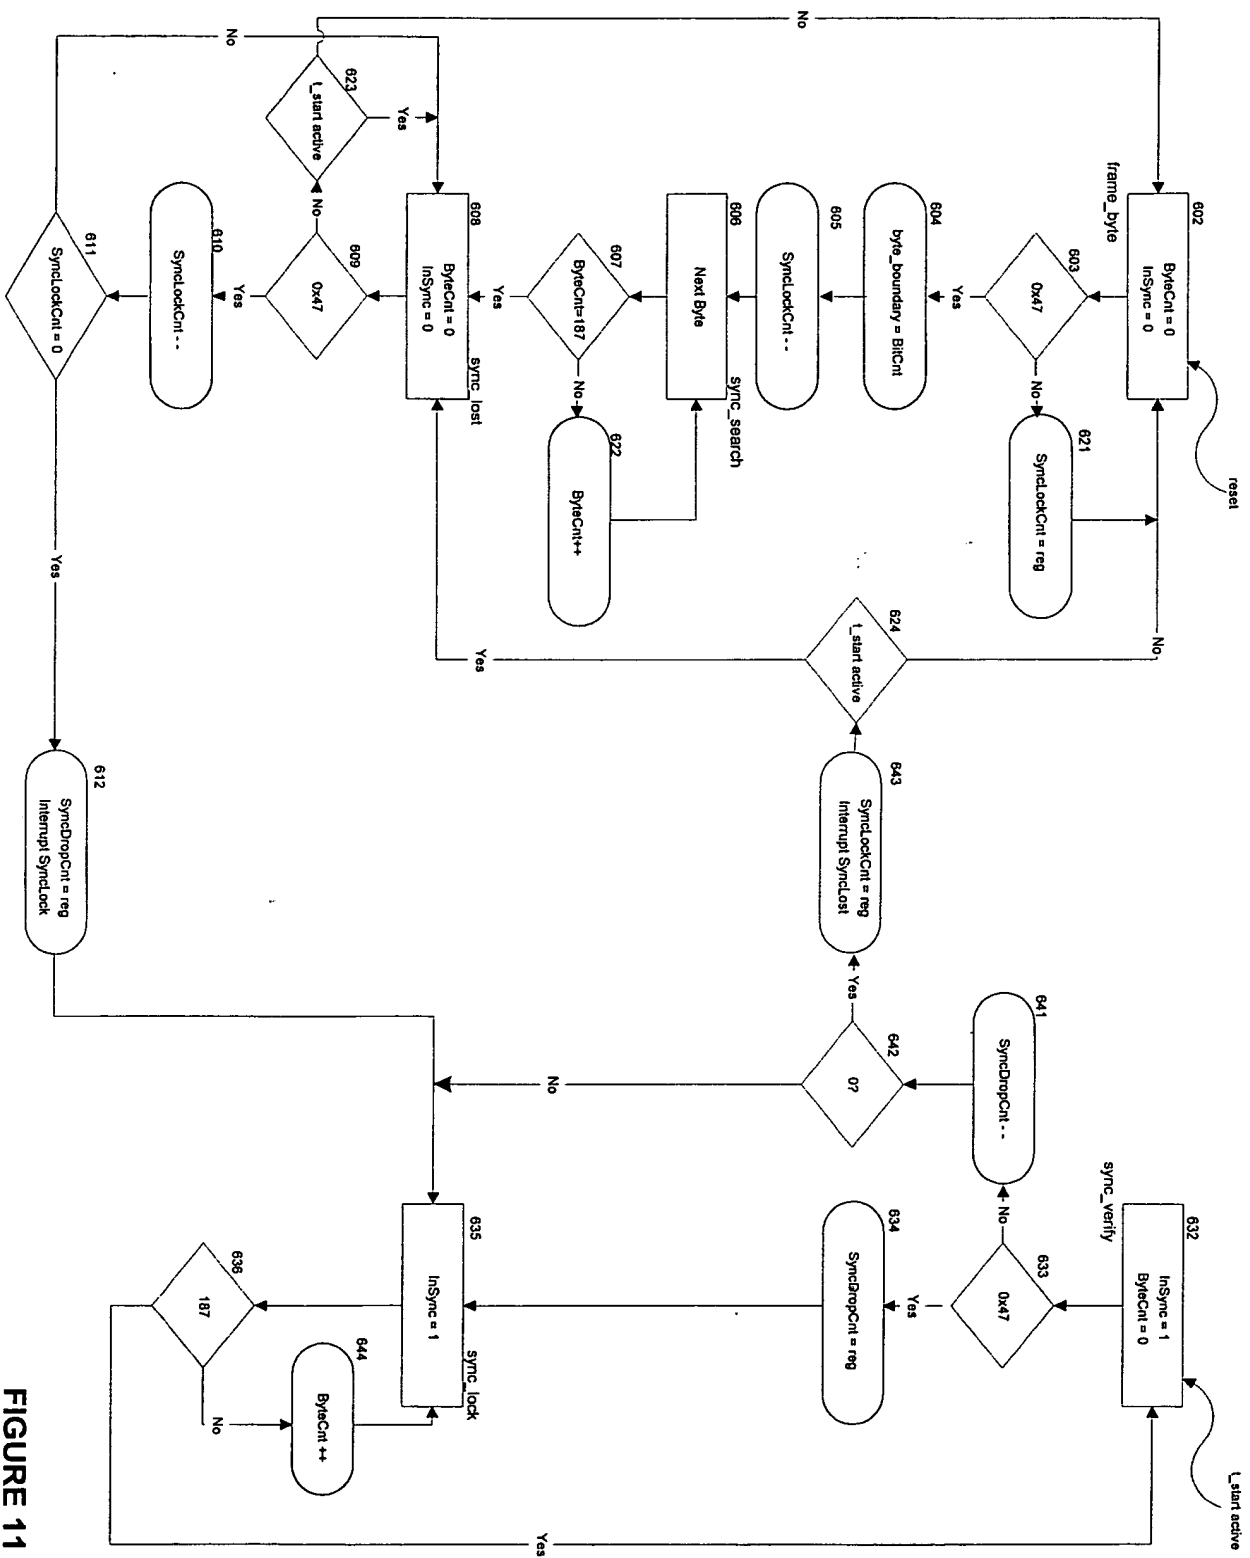 reset
602
ByteCnt = 0
InSync = 0
frame_byte
603
0x47
No
621
SyncLockCnt = reg
No
Yes
604
byte_boundary = BitCnt
605
SyncLockCnt - -
606
Next Byte
sync_search
607
ByteCnt=187
No
622
ByteCnt++
Yes
608
ByteCnt = 0
InSync = 0
sync_lost
609
0x47
No
623
t_start active
Yes
No
Yes
610
SyncLockCnt - -
611
SyncLockCnt = 0
No
Yes
612
SyncDropCnt = reg
Interrupt SyncLock
624
t_start active
No
Yes
643
SyncLockCnt = reg
Interrupt SyncLost
Yes
642
0?
No
641
SyncDropCnt - -
No
t_start active
632
InSync = 1
ByteCnt = 0
sync_verify
633
0x47
Yes
634
SyncDropCnt = reg
635
InSync = 1
sync_lock
636
187
No
644
ByteCnt ++
Yes
FIGURE 11